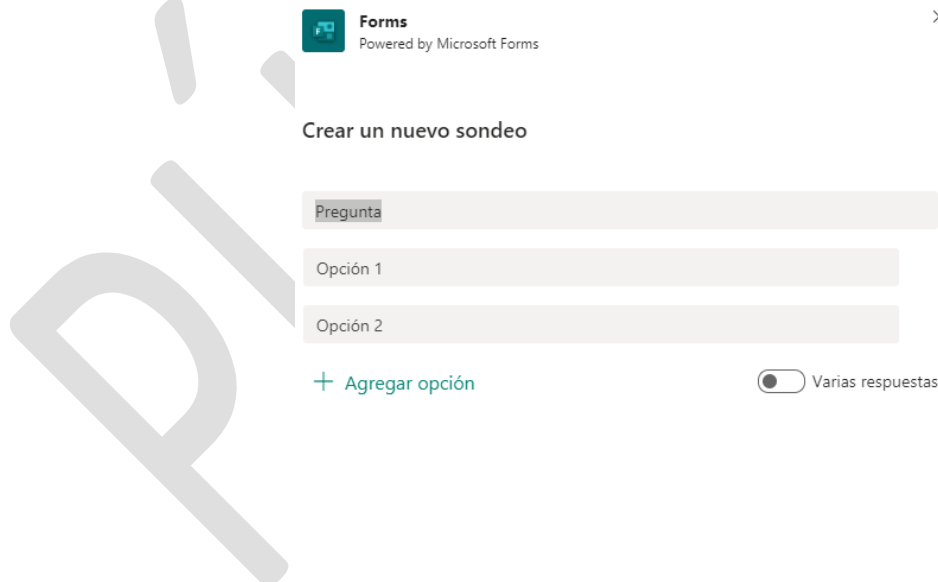 Forms
Powered by Microsoft Forms
Crear un nuevo sondeo
Pregunta
Opción 1
Opción 2
+ Agregar opción
Varias respuestas